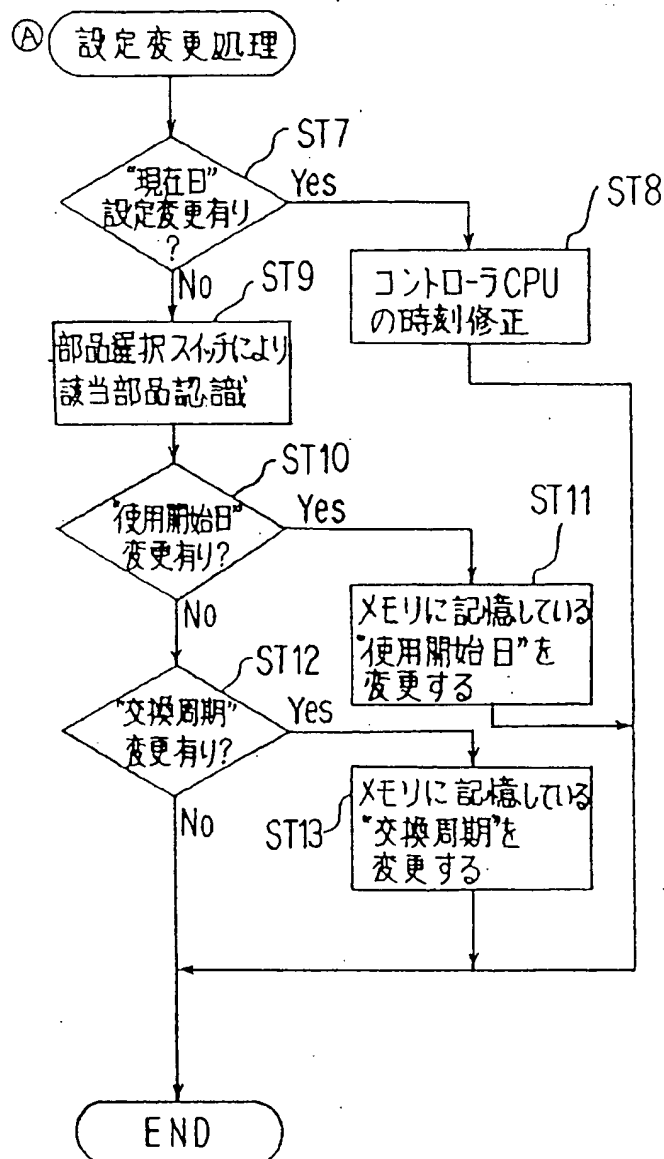 Ⓐ 設定変更処理
ST7
"現在日"
設定変更有り
?
Yes
ST8
コントローラCPU
の時刻修正
No
ST9
部品選択スイッチにより
該当部品認識
ST10
"使用開始日"
変更有り?
Yes
ST11
メモリに記憶している
"使用開始日"を
変更する
No
ST12
"交換周期"
変更有り?
Yes
ST13
メモリに記憶している
"交換周期"を
変更する
No
END